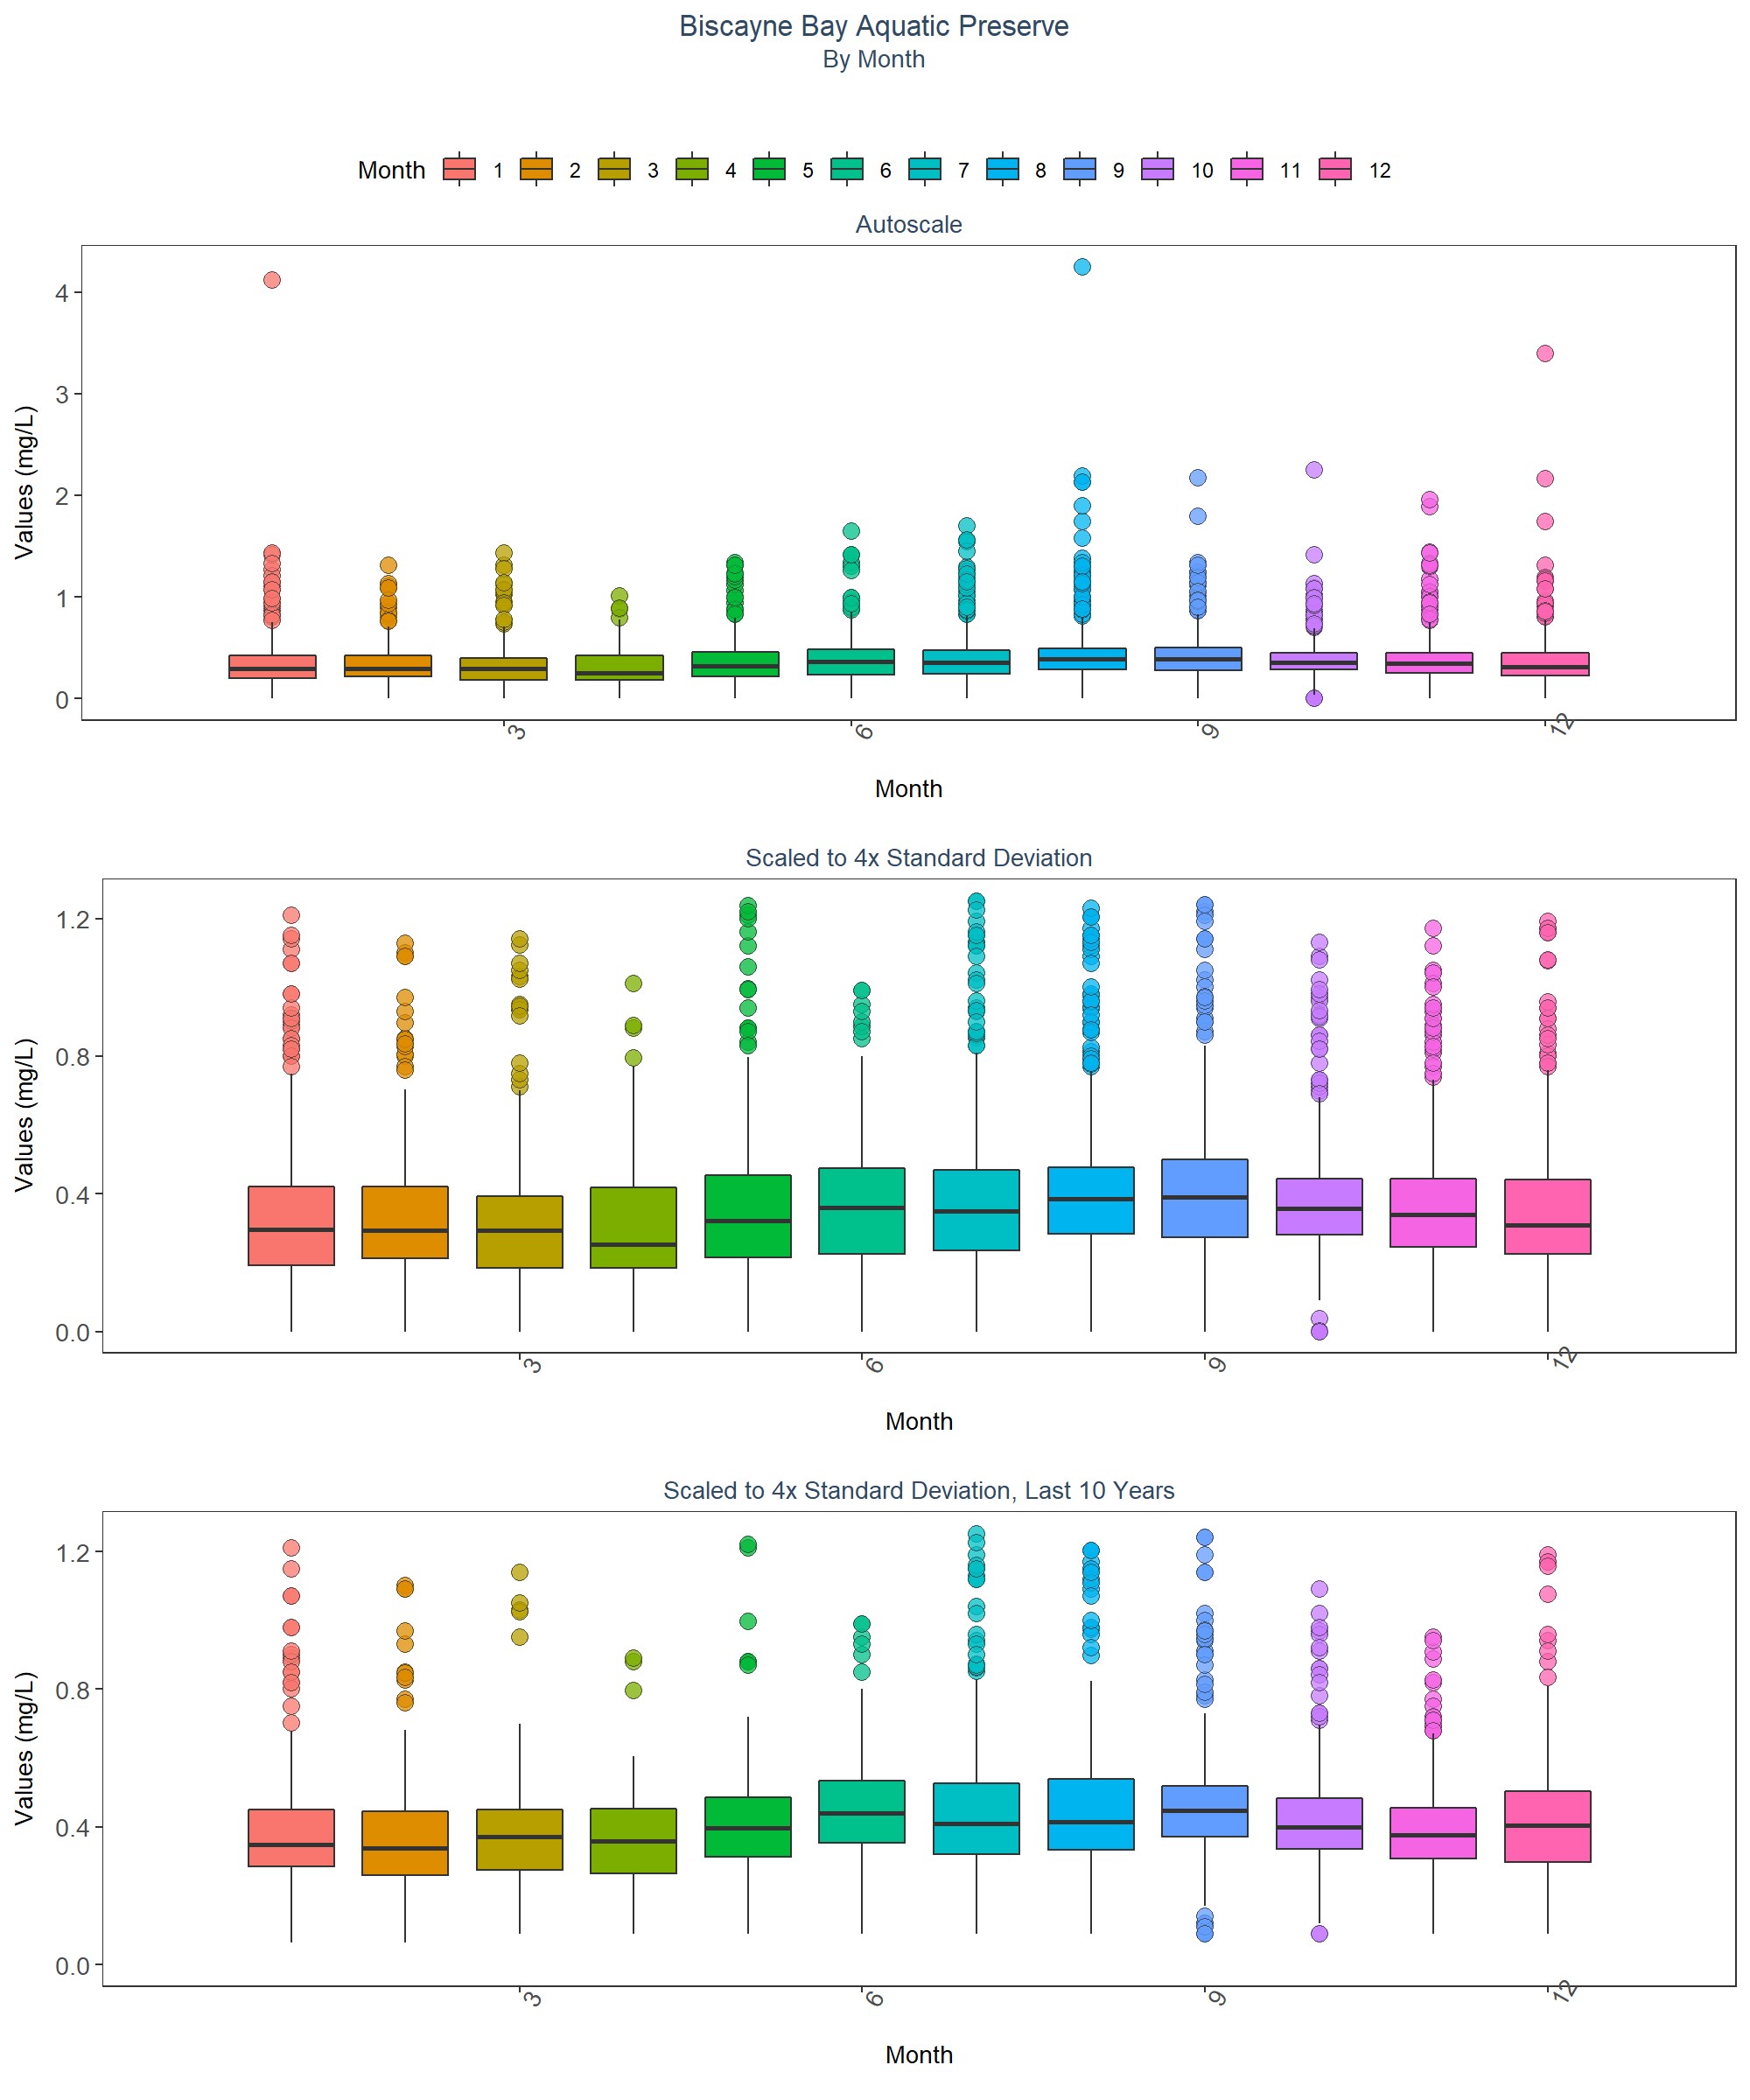 Biscayne Bay Aquatic Preserve
By Month
Month 1 2 3 4 5 6 7 8 9 10 11 12
Autoscale
Values (mg/L)
4
3
2
1
0
3 6 9 12
Month
Scaled to 4x Standard Deviation
Values (mg/L)
1.2
0.8
0.4
0.0
3 6 9 12
Month
Scaled to 4x Standard Deviation, Last 10 Years
Values (mg/L)
1.2
0.8
0.4
0.0
3 6 9 12
Month